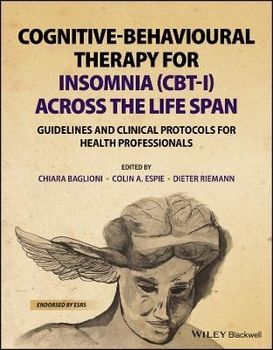 COGNITIVE-BEHAVIOURAL
THERAPY FOR
INSOMNIA (CBT-I)
ACROSS THE LIFE SPAN
GUIDELINES AND CLINICAL PROTOCOLS FOR
HEALTH PROFESSIONALS
EDITED BY
CHIARA BAGLIONI • COLIN A. ESPIE • DIETER RIEMANN
ENDORSED BY ESRS
WILEY Blackwell